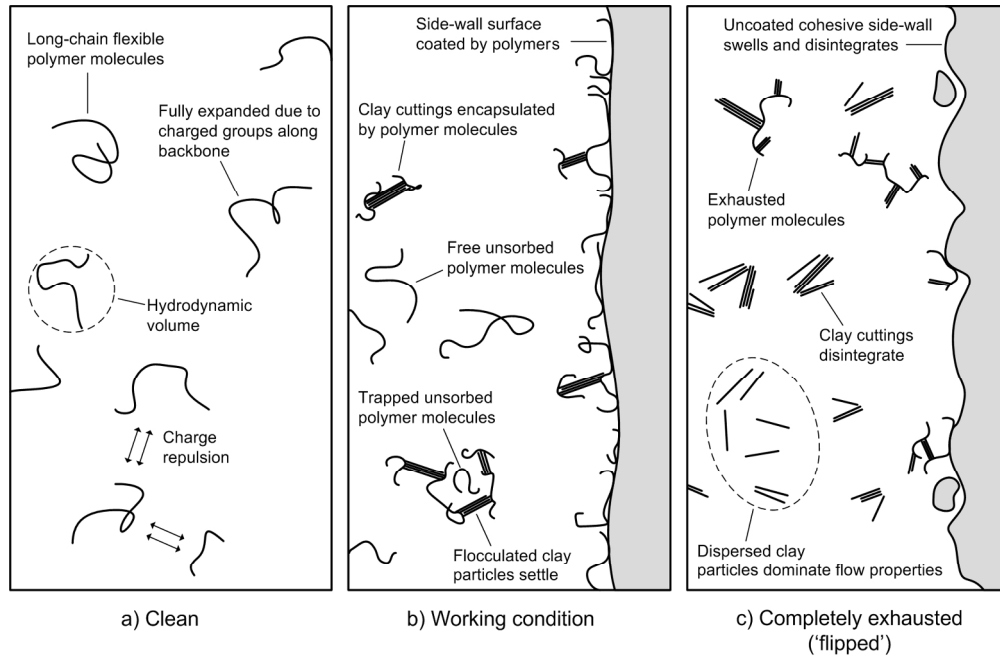 Long-chain flexible
polymer molecules
Fully expanded due to
charged groups along
backbone
Hydrodynamic
volume
Charge
repulsion
a) Clean
Side-wall surface
coated by polymers
Clay cuttings encapsulated
by polymer molecules
Free unsorbed
polymer molecules
Trapped unsorbed
polymer molecules
Flocculated clay
particles settle
b) Working condition
Uncoated cohesive side-wall
swells and disintegrates
Exhausted
polymer molecules
Clay cuttings
disintegrate
Dispersed clay
particles dominate flow properties
c) Completely exhausted
(‘flipped’)